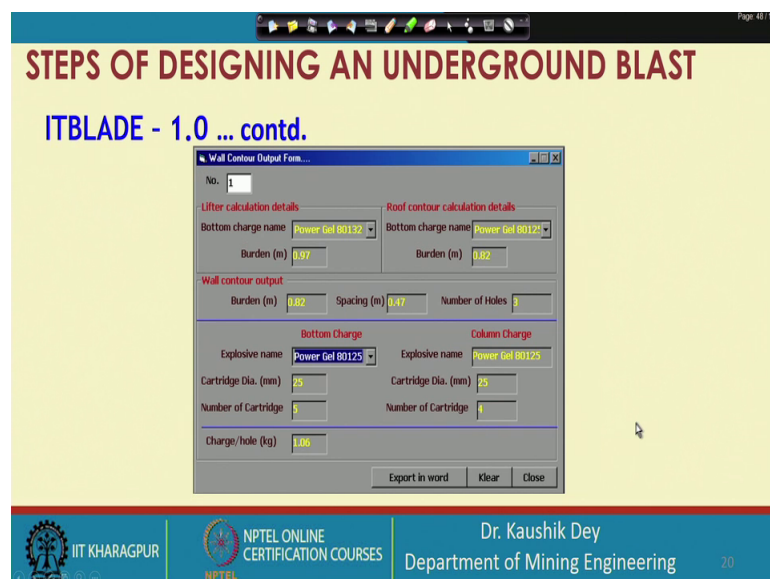 Page: 48 / 1
STEPS OF DESIGNING AN UNDERGROUND BLAST
ITBLADE - 1.0 ... contd.
Wall Contour Output Form....
No. 1
Lifter calculation details
Bottom charge name Power Gel 80132
Burden (m) 0.97
Roof contour calculation details
Bottom charge name Power Gel 8012
Burden (m) 0.82
Wall contour output
Burden (m) 0.82 Spacing (m) 0.47 Number of Holes 3
Bottom Charge Column Charge
Explosive name Power Gel 80125 Explosive name Power Gel 80125
Cartridge Dia. (mm) 25 Cartridge Dia. (mm) 25
Number of Cartridge 5 Number of Cartridge 4
Charge/hole (kg) 1.06
Export in word Klear Close
IIT KHARAGPUR
NPTEL
NPTEL ONLINE
CERTIFICATION COURSES
Dr. Kaushik Dey
Department of Mining Engineering
20